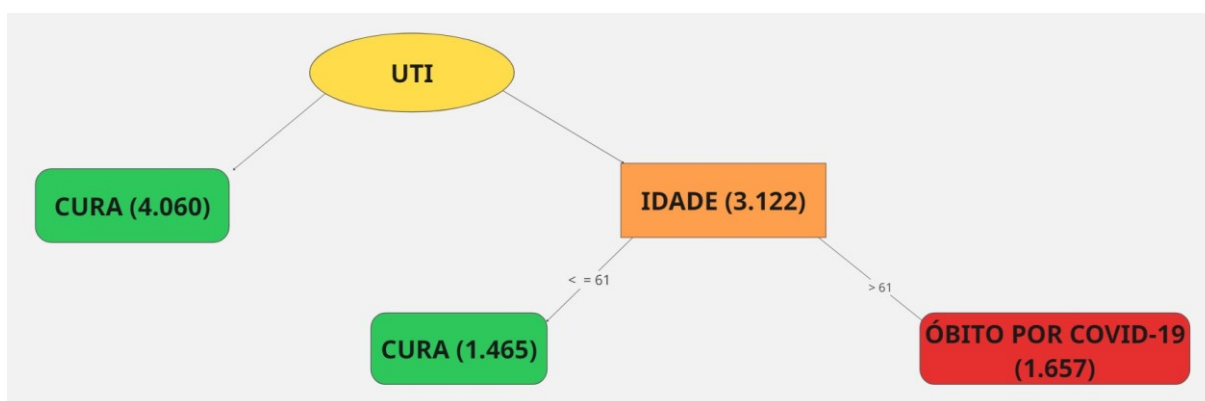 UTI
CURA (4.060)
IDADE (3.122)
< = 61
> 61
CURA (1.465)
ÓBITO POR COVID-19
(1.657)